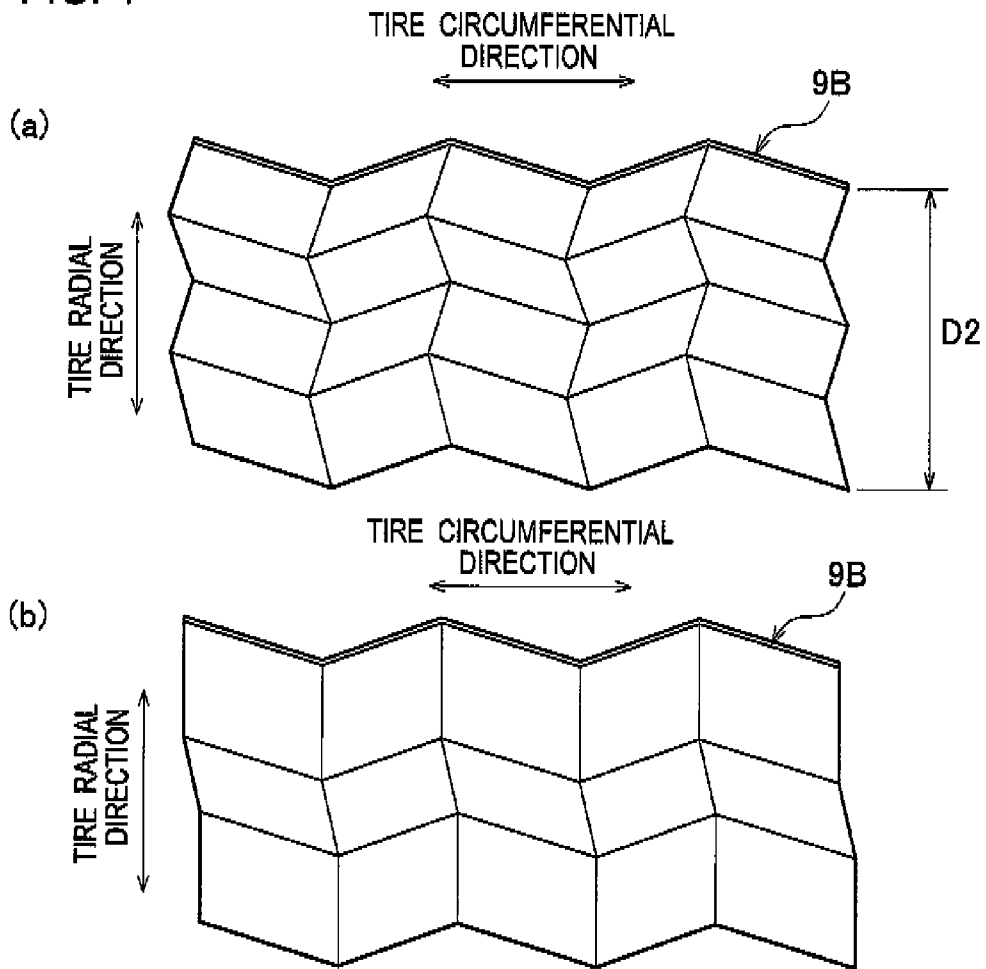 TIRE CIRCUMFERENTIAL
DIRECTION
9B
(a)
TIRE RADIAL
DIRECTION
D2
TIRE CIRCUMFERENTIAL
DIRECTION
9B
(b)
TIRE RADIAL
DIRECTION